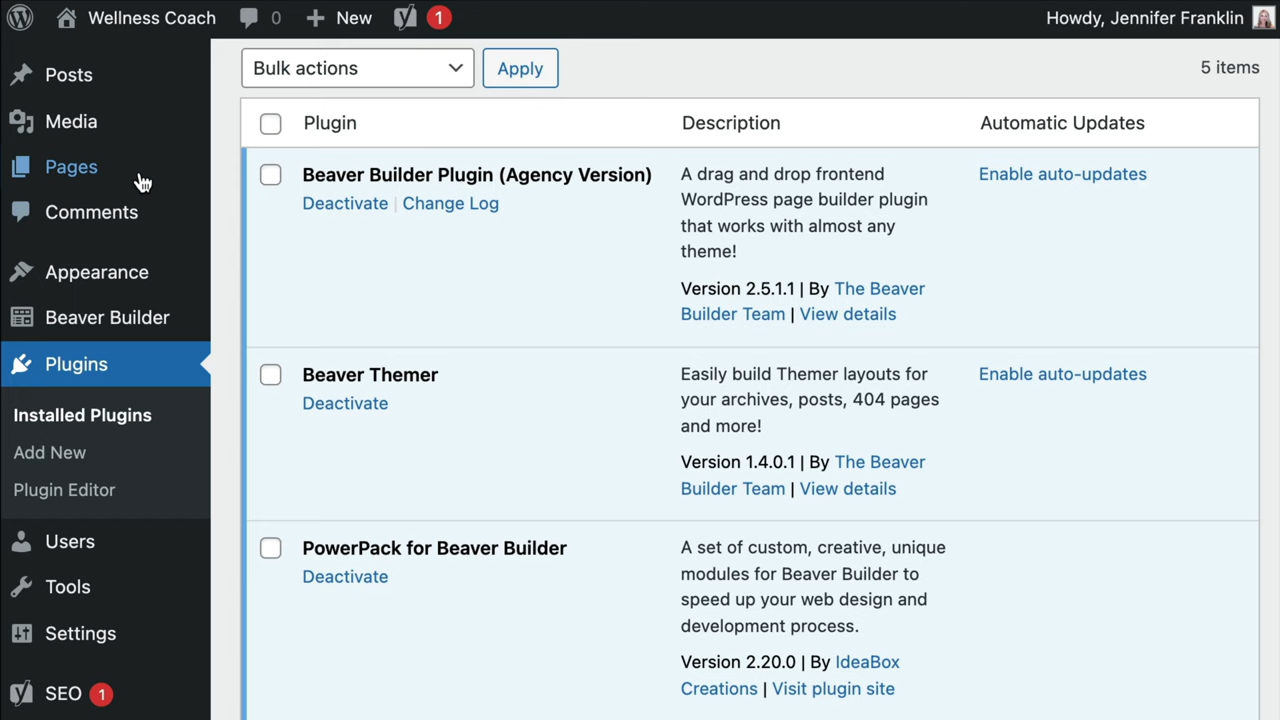 Wellness Coach 0 New 1 Howdy, Jennifer Franklin
Posts
Media
Pages
Comments
Appearance
Beaver Builder
Plugins
Installed Plugins
Add New
Plugin Editor
Users
Tools
Settings
SEO 1
Bulk actions Apply 5 items
Plugin Description Automatic Updates
Beaver Builder Plugin (Agency Version)
Deactivate | Change Log
A drag and drop frontend
WordPress page builder plugin
that works with almost any
theme!
Version 2.5.1.1 | By The Beaver
Builder Team | View details
Enable auto-updates
Beaver Themer
Deactivate
Easily build Themer layouts for
your archives, posts, 404 pages
and more!
Version 1.4.0.1 | By The Beaver
Builder Team | View details
Enable auto-updates
PowerPack for Beaver Builder
Deactivate
A set of custom, creative, unique
modules for Beaver Builder to
speed up your web design and
development process.
Version 2.20.0 | By IdeaBox
Creations | Visit plugin site